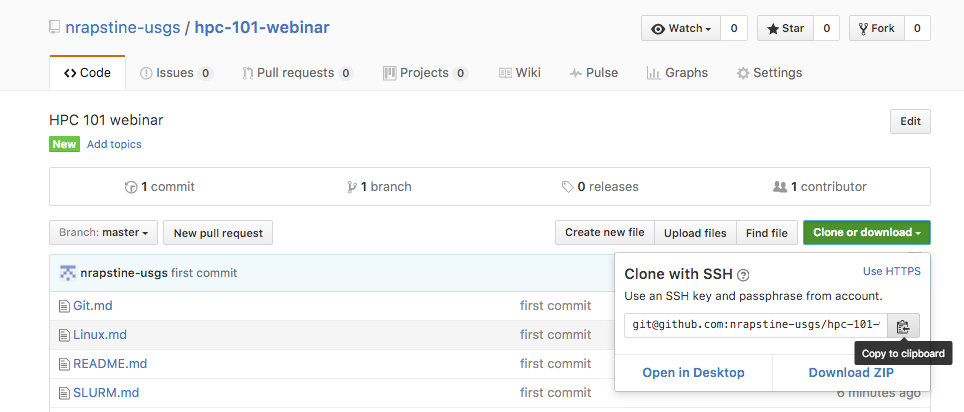 nrapstine-usgs / hpc-101-webinar
Watch 0 Star 0 Fork 0
Code Issues 0 Pull requests 0 Projects 0 Wiki Pulse Graphs Settings
HPC 101 webinar
Edit
New Add topics
1 commit 1 branch 0 releases 1 contributor
Branch: master New pull request Create new file Upload files Find file Clone or download
nrapstine-usgs first commit
Clone with SSH ? Use HTTPS
Use an SSH key and passphrase from account.
git@github.com:nrapstine-usgs/hpc-101-
Copy to clipboard
Open in Desktop Download ZIP
Git.md first commit
Linux.md first commit
README.md first commit
SLURM.md first commit 6 minutes ago